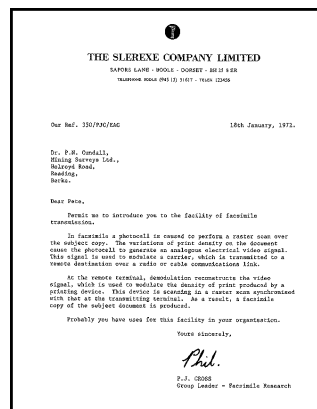 THE SLEREXE COMPANY LIMITED
SAPORS LANE - BOOLE - DORSET - BH 25 8 ER
TELEPHONE BOOLE (945 13) 51617 - TELEX 123456
Our Ref. 350/PJC/EAC 18th January, 1972.
Dr. P.N. Cundall,
Mining Surveys Ltd.,
Holroyd Road,
Reading,
Berks.
Dear Pete,
Permit me to introduce you to the facility of facsimile
transmission.
In facsimile a photocell is caused to perform a raster scan over
the subject copy. The variations of print density on the document
cause the photocell to generate an analogous electrical video signal.
This signal is used to modulate a carrier, which is transmitted to a
remote destination over a radio or cable communications link.
At the remote terminal, demodulation reconstructs the video
signal, which is used to modulate the density of print produced by a
printing device. This device is scanning in a raster scan synchronised
with that at the transmitting terminal. As a result, a facsimile
copy of the subject document is produced.
Probably you have uses for this facility in your organisation.
Yours sincerely,
Phil.
P.J. CROSS
Group Leader - Facsimile Research